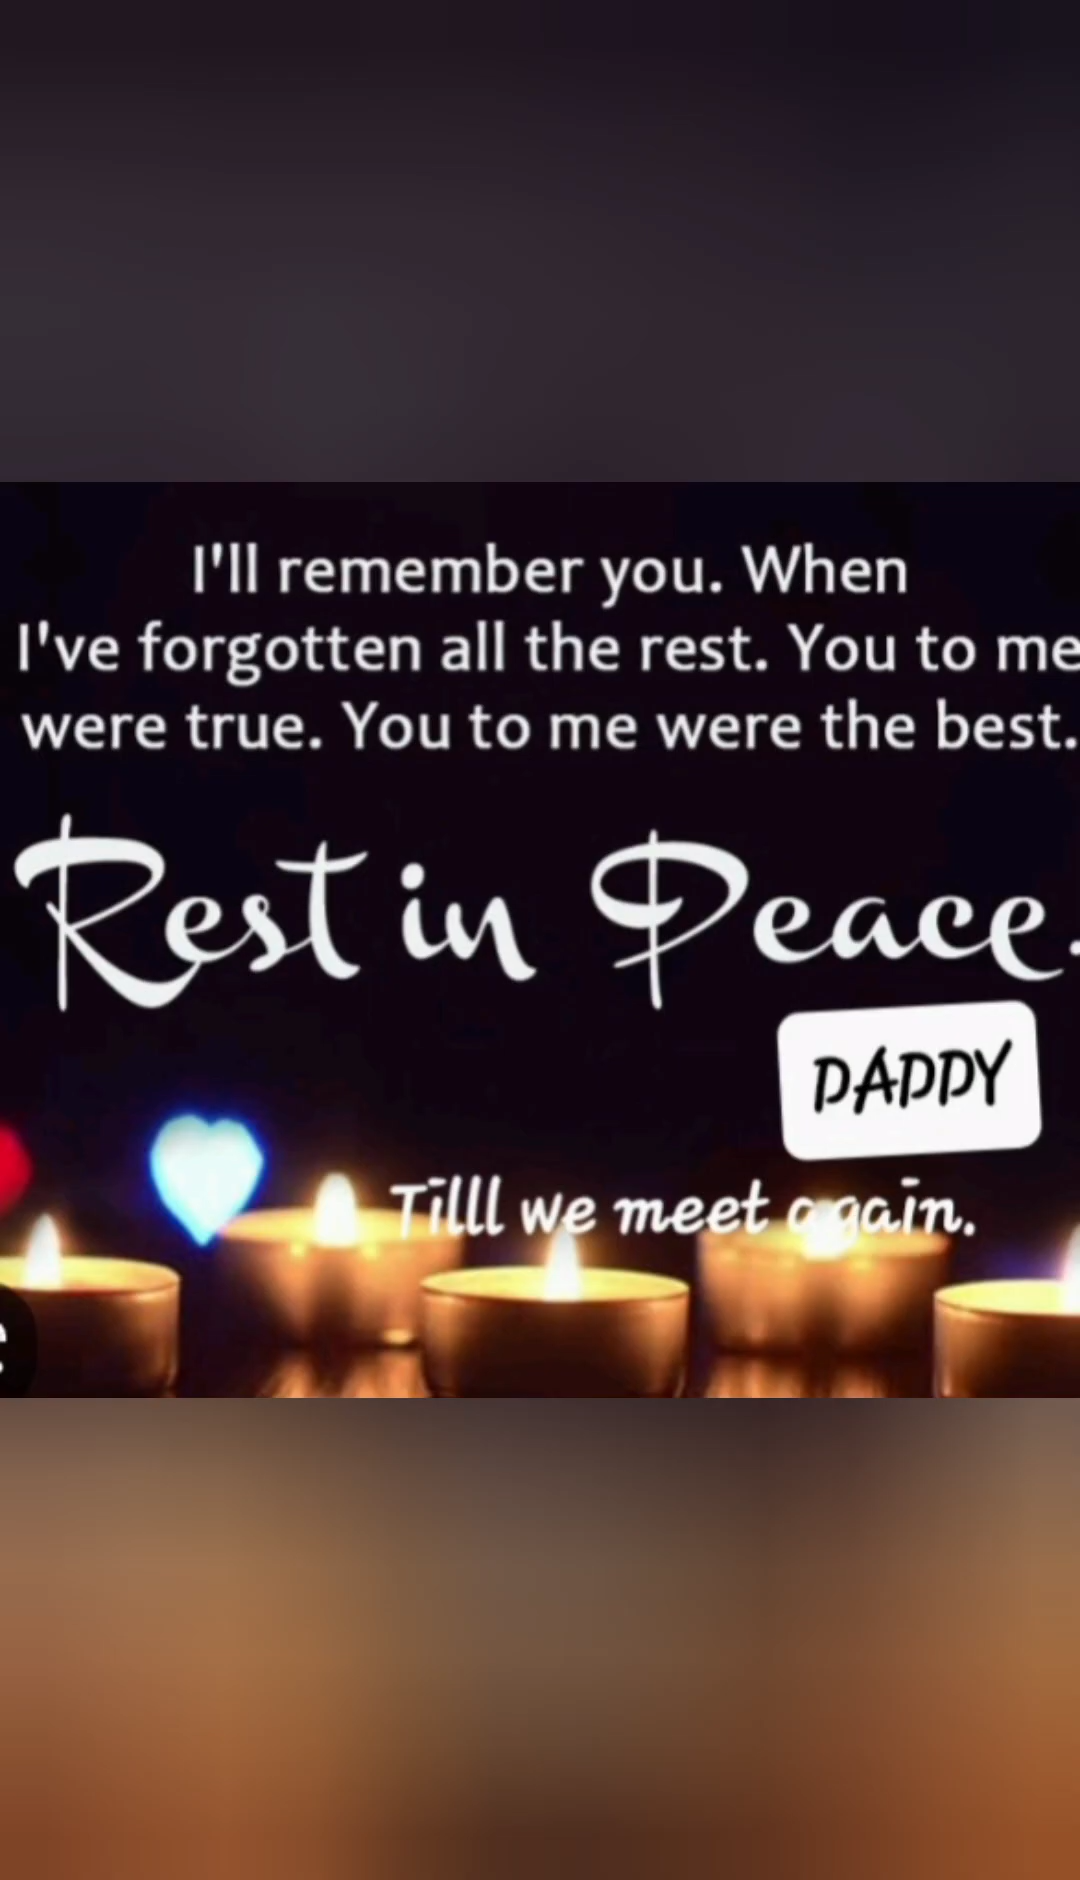 I'll remember you. When
I've forgotten all the rest. You to me
were true. You to me were the best.
Rest in Peace.
DADDY
Tilll we meet again.